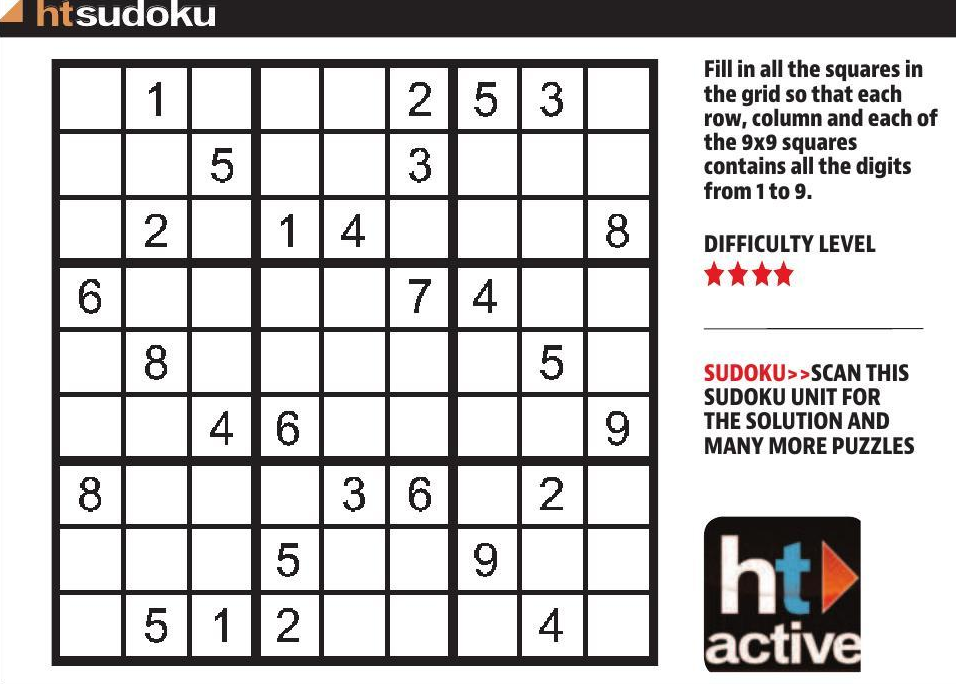 htsudoku
1 2 5 3
5 3
2 1 4 8
6 7 4
8 5
4 6 9
8 3 6 2
5 9
5 1 2 4
Fill in all the squares in
the grid so that each
row, column and each of
the 9x9 squares
contains all the digits
from 1 to 9.
DIFFICULTY LEVEL
SUDOKU>>SCAN THIS
SUDOKU UNIT FOR
THE SOLUTION AND
MANY MORE PUZZLES
ht
active